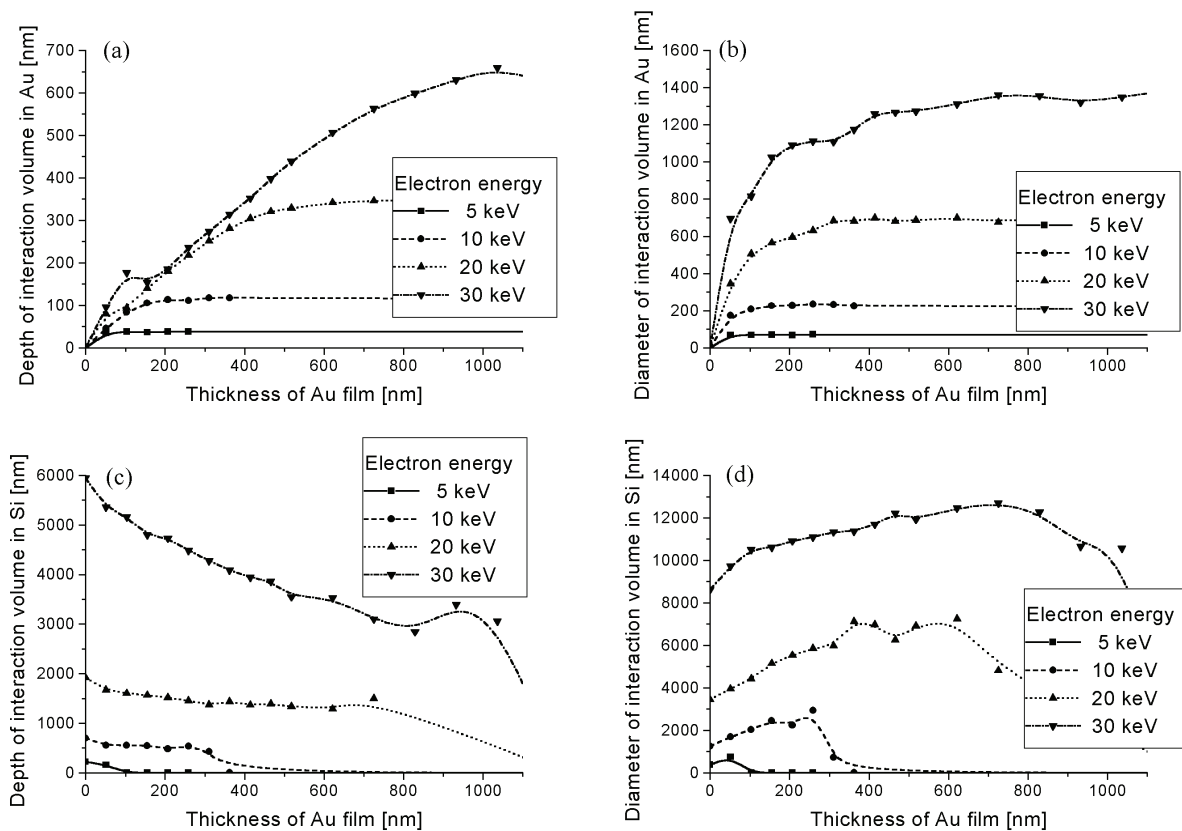 (a)
Depth of interaction volume in Au [nm]
700
600
500
400
300
200
100
0
Electron energy
5 keV
10 keV
20 keV
30 keV
0 200 400 600 800 1000
Thickness of Au film [nm]
(b)
Diameter of interaction volume in Au [nm]
1600
1400
1200
1000
800
600
400
200
0
Electron energy
5 keV
10 keV
20 keV
30 keV
0 200 400 600 800 1000
Thickness of Au film [nm]
(c)
Depth of interaction volume in Si [nm]
6000
5000
4000
3000
2000
1000
0
Electron energy
5 keV
10 keV
20 keV
30 keV
0 200 400 600 800 1000
Thickness of Au film [nm]
(d)
Diameter of interaction volume in Si [nm]
14000
12000
10000
8000
6000
4000
2000
0
Electron energy
5 keV
10 keV
20 keV
30 keV
0 200 400 600 800 1000
Thickness of Au film [nm]